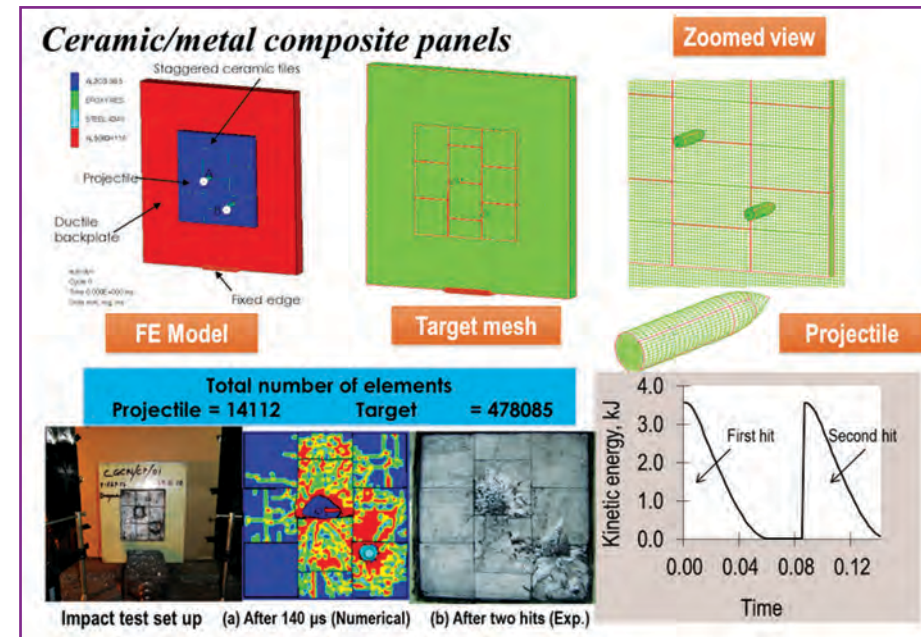 Ceramic/metal composite panels
Zoomed view
Staggered ceramic tiles
Projectile
A
B
Ductile
backplate
Cycle 0
Fixed edge
FE Model
Target mesh
Projectile
Total number of elements
Projectile = 14112 Target = 478085
Impact test set up
(a) After 140 µs (Numerical)
(b) After two hits (Exp.)
Kinetic energy, kJ
4.0
3.0
2.0
1.0
0.0
First hit
Second hit
0.00 0.04 0.08 0.12
Time